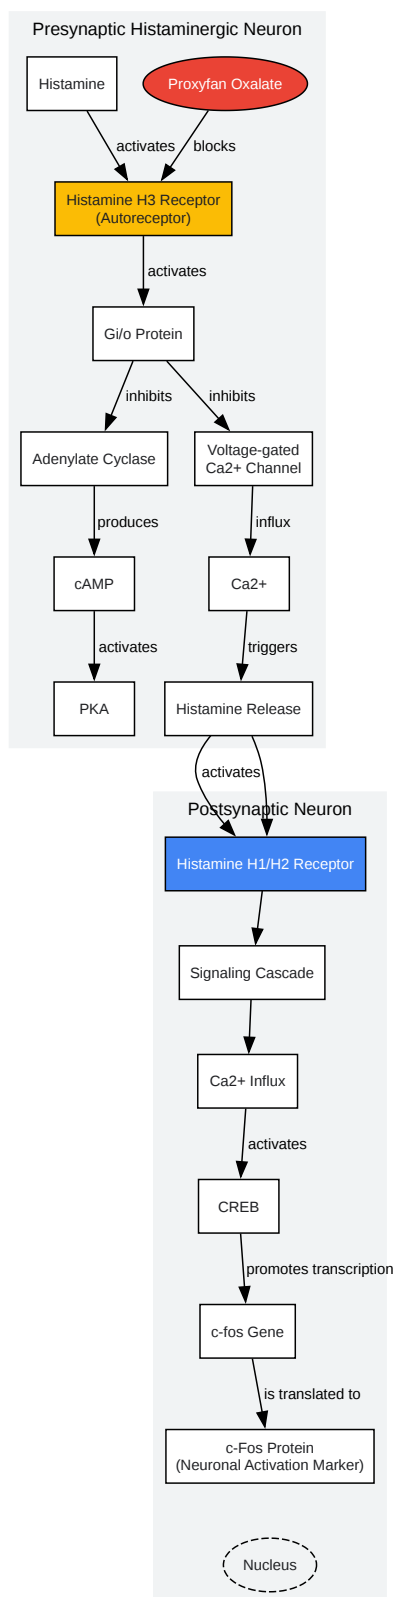 Presynaptic Histaminergic Neuron
Histamine
Proxyfan Oxalate
activates
blocks
Histamine H3 Receptor
(Autoreceptor)
activates
Gi/o Protein
inhibits
inhibits
Adenylate Cyclase
Voltage-gated
Ca2+ Channel
produces
influx
cAMP
Ca2+
activates
triggers
PKA
Histamine Release
activates
Postsynaptic Neuron
Histamine H1/H2 Receptor
Signaling Cascade
Ca2+ Influx
activates
CREB
promotes transcription
c-fos Gene
is translated to
c-Fos Protein
(Neuronal Activation Marker)
Nucleus